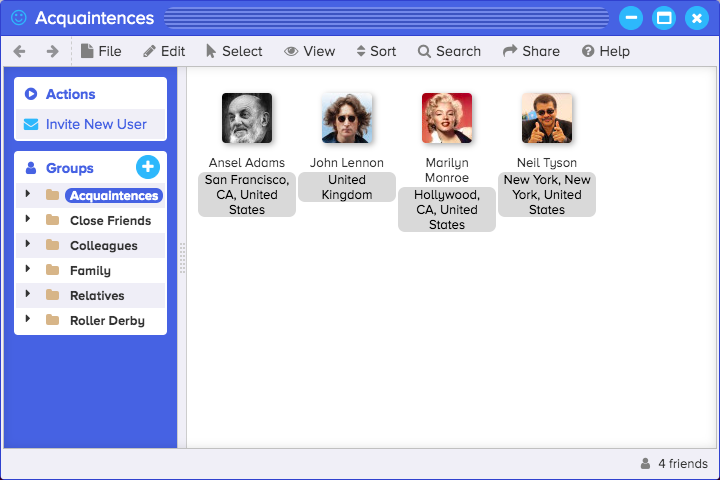 Acquaintences
File Edit Select View Sort Search Share Help
Actions
Invite New User
Groups
Acquaintences
Close Friends
Colleagues
Family
Relatives
Roller Derby
Ansel Adams
San Francisco,
CA, United
States
John Lennon
United
Kingdom
Marilyn
Monroe
Hollywood,
CA, United
States
Neil Tyson
New York, New
York, United
States
4 friends